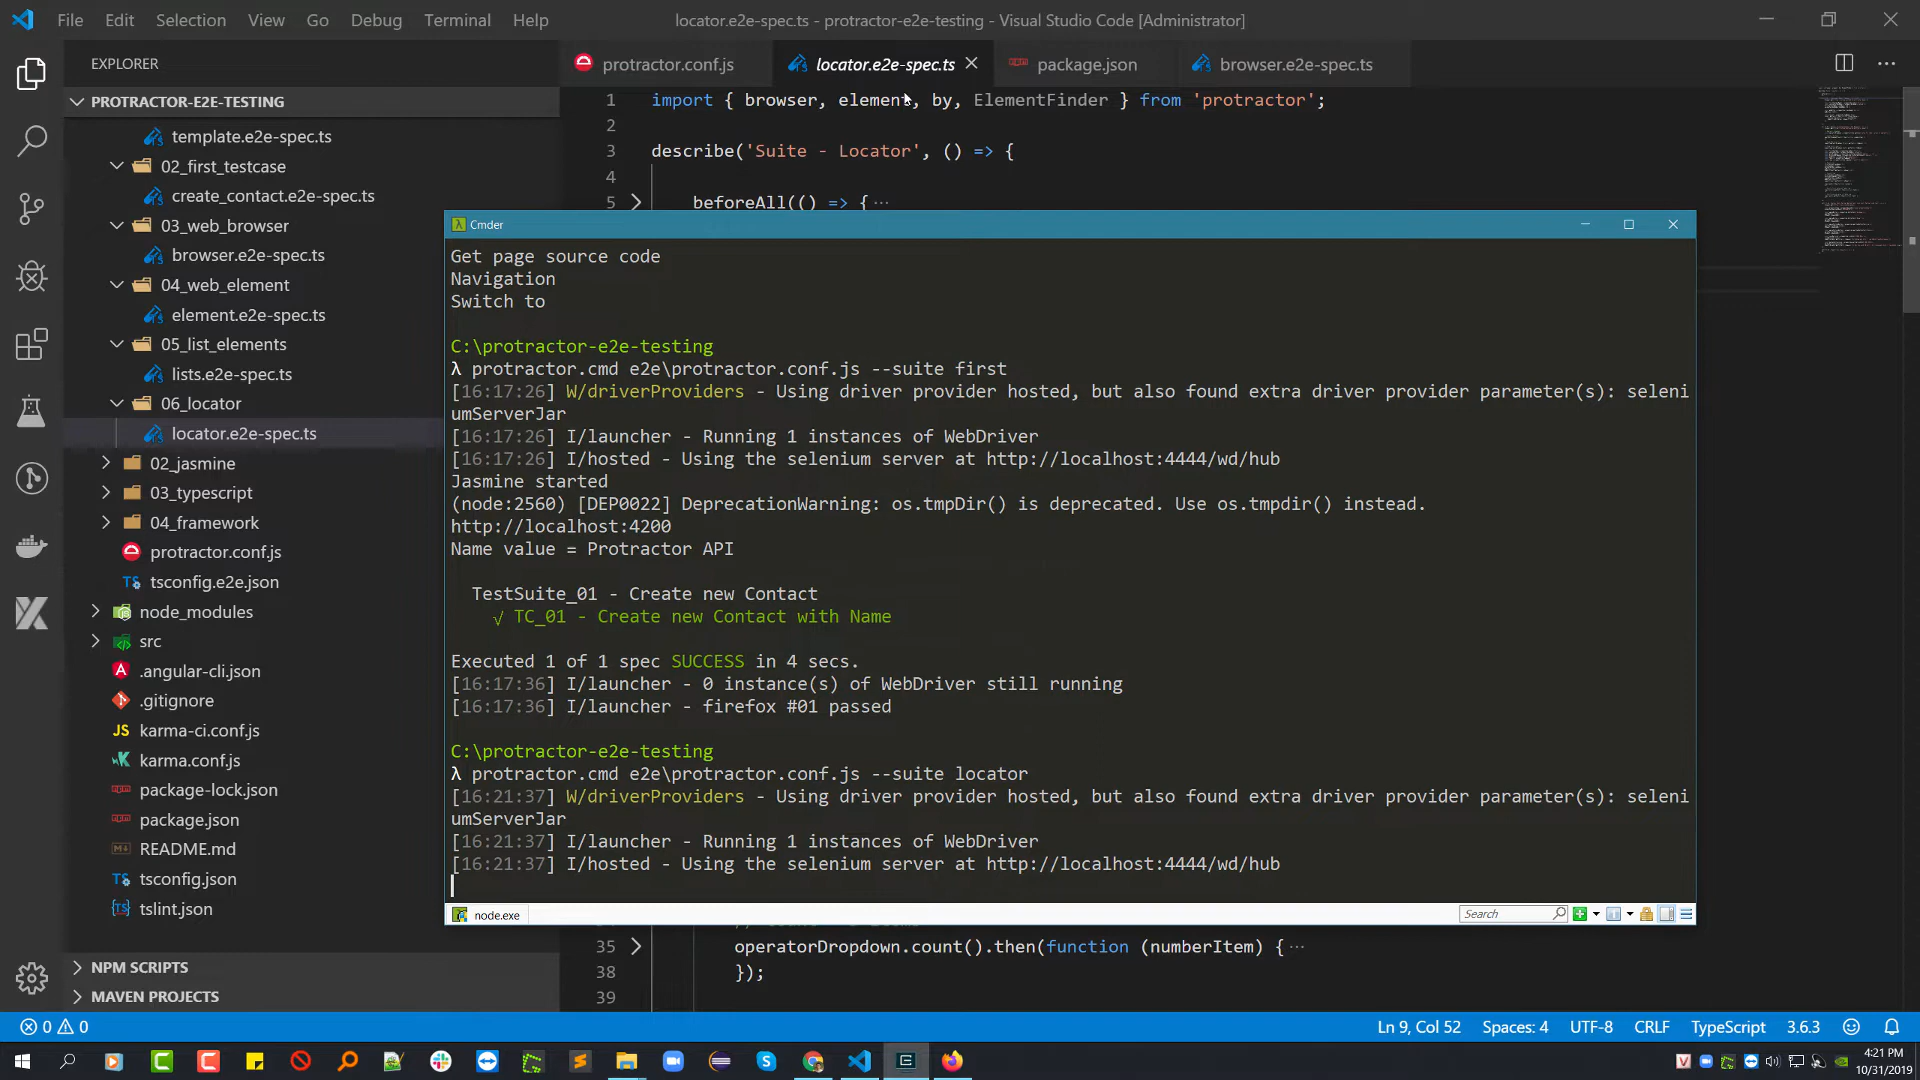 File Edit Selection View Go Debug Terminal Help
locator.e2e-spec.ts - protractor-e2e-testing - Visual Studio Code [Administrator]
EXPLORER
protractor.conf.js
locator.e2e-spec.ts
package.json
browser.e2e-spec.ts
PROTRACTOR-E2E-TESTING
template.e2e-spec.ts
02_first_testcase
create_contact.e2e-spec.ts
03_web_browser
browser.e2e-spec.ts
04_web_element
element.e2e-spec.ts
05_list_elements
lists.e2e-spec.ts
06_locator
locator.e2e-spec.ts
02_jasmine
03_typescript
04_framework
protractor.conf.js
TS tsconfig.e2e.json
node_modules
src
.angular-cli.json
.gitignore
JS karma-ci.conf.js
karma.conf.js
package-lock.json
package.json
README.md
tsconfig.json
tslint.json
NPM SCRIPTS
MAVEN PROJECTS
1 import { browser, element, by, ElementFinder } from 'protractor';
2
3 describe('Suite - Locator', () => {
4
5 beforeAll(() => { ···
Cmder
Get page source code
Navigation
Switch to
C:\protractor-e2e-testing
λ protractor.cmd e2e\protractor.conf.js --suite first
[16:17:26] W/driverProviders - Using driver provider hosted, but also found extra driver provider parameter(s): seleni
umServerJar
[16:17:26] I/launcher - Running 1 instances of WebDriver
[16:17:26] I/hosted - Using the selenium server at http://localhost:4444/wd/hub
Jasmine started
(node:2560) [DEP0022] DeprecationWarning: os.tmpDir() is deprecated. Use os.tmpdir() instead.
http://localhost:4200
Name value = Protractor API
TestSuite_01 - Create new Contact
√ TC_01 - Create new Contact with Name
Executed 1 of 1 spec SUCCESS in 4 secs.
[16:17:36] I/launcher - 0 instance(s) of WebDriver still running
[16:17:36] I/launcher - firefox #01 passed
C:\protractor-e2e-testing
λ protractor.cmd e2e\protractor.conf.js --suite locator
[16:21:37] W/driverProviders - Using driver provider hosted, but also found extra driver provider parameter(s): seleni
umServerJar
[16:21:37] I/launcher - Running 1 instances of WebDriver
[16:21:37] I/hosted - Using the selenium server at http://localhost:4444/wd/hub
node.exe
Search
35 operatorDropdown.count().then(function (numberItem) { ···
38 });
39
0 0
Ln 9, Col 52 Spaces: 4 UTF-8 CRLF TypeScript 3.6.3
4:21 PM
10/31/2019